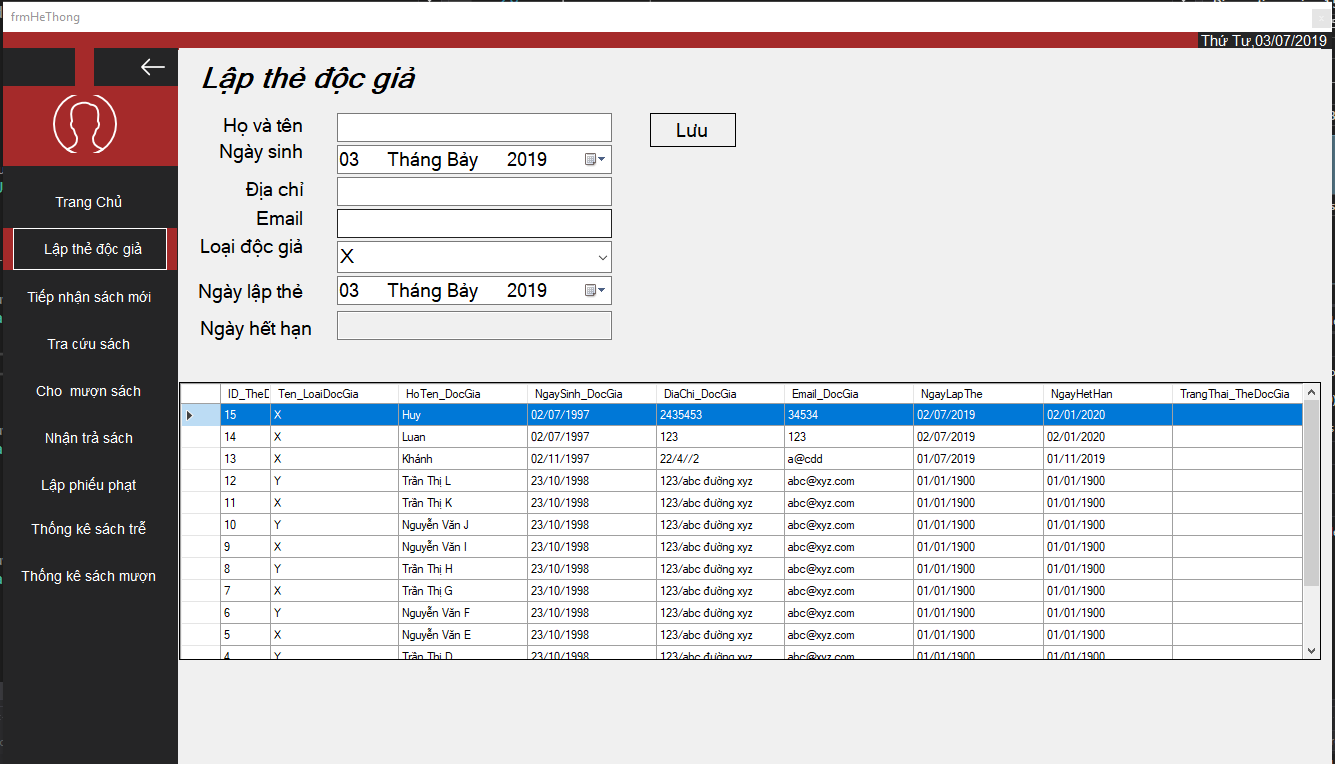 frmHeThong
Thứ Tư,03/07/2019
Trang Chủ
Lập thẻ độc giả
Tiếp nhận sách mới
Tra cứu sách
Cho mượn sách
Nhận trả sách
Lập phiếu phạt
Thống kê sách trễ
Thống kê sách mượn
Lập thẻ độc giả
Họ và tên
Lưu
Ngày sinh 03 Tháng Bảy 2019
Địa chỉ
Email
Loại độc giả X
Ngày lập thẻ 03 Tháng Bảy 2019
Ngày hết hạn
ID_TheD Ten_LoaiDocGia HoTen_DocGia NgaySinh_DocGia DiaChi_DocGia Email_DocGia NgayLapThe NgayHetHan TrangThai_TheDocGia
15 X Huy 02/07/1997 2435453 34534 02/07/2019 02/01/2020
14 X Luan 02/07/1997 123 123 02/07/2019 02/01/2020
13 X Khánh 02/11/1997 22/4//2 a@cdd 01/07/2019 01/11/2019
12 Y Trần Thị L 23/10/1998 123/abc đường xyz abc@xyz.com 01/01/1900 01/01/1900
11 X Trần Thị K 23/10/1998 123/abc đường xyz abc@xyz.com 01/01/1900 01/01/1900
10 Y Nguyễn Văn J 23/10/1998 123/abc đường xyz abc@xyz.com 01/01/1900 01/01/1900
9 X Nguyễn Văn I 23/10/1998 123/abc đường xyz abc@xyz.com 01/01/1900 01/01/1900
8 Y Trần Thị H 23/10/1998 123/abc đường xyz abc@xyz.com 01/01/1900 01/01/1900
7 X Trần Thị G 23/10/1998 123/abc đường xyz abc@xyz.com 01/01/1900 01/01/1900
6 Y Nguyễn Văn F 23/10/1998 123/abc đường xyz abc@xyz.com 01/01/1900 01/01/1900
5 X Nguyễn Văn E 23/10/1998 123/abc đường xyz abc@xyz.com 01/01/1900 01/01/1900
4 Y Trần Thị D 23/10/1998 123/abc đường xyz abc@xyz.com 01/01/1900 01/01/1900